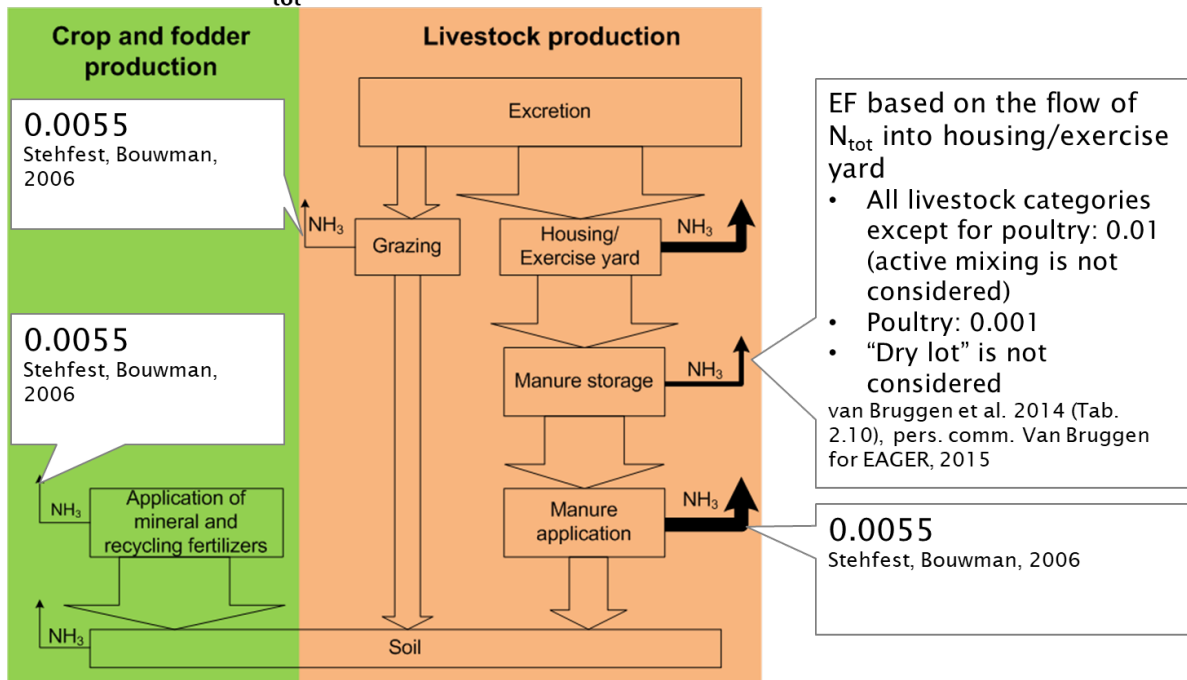 tot
Crop and fodder
production
Livestock production
0.0055
Stehfest, Bouwman,
2006
Excretion
NH3
Grazing
Housing/
Exercise yard
NH3
EF based on the flow of
Ntot into housing/exercise
yard
• All livestock categories
except for poultry: 0.01
(active mixing is not
considered)
• Poultry: 0.001
• “Dry lot” is not
considered
van Bruggen et al. 2014 (Tab.
2.10), pers. comm. Van Bruggen
for EAGER, 2015
0.0055
Stehfest, Bouwman,
2006
Manure storage
NH3
NH3
Application of
mineral and
recycling fertilizers
Manure
application
NH3
0.0055
Stehfest, Bouwman, 2006
NH3
Soil